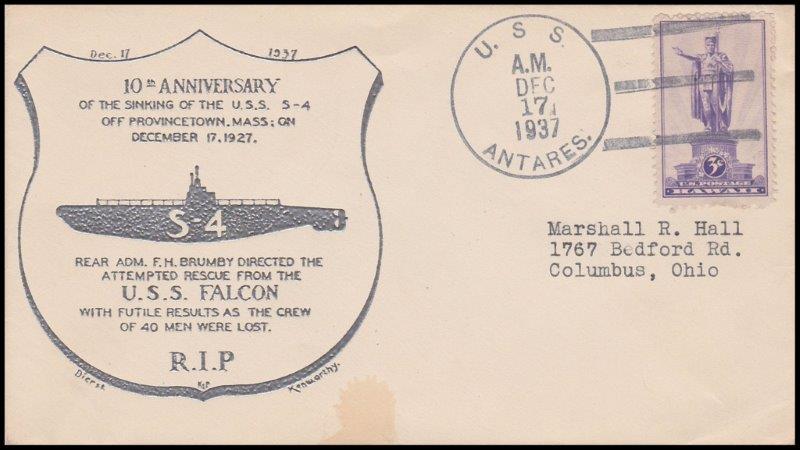 Dec. 17 1937
10th ANNIVERSARY
OF THE SINKING OF THE U.S.S. S-4
OFF PROVINCETOWN, MASS; ON
DECEMBER 17, 1927.
S-4
REAR ADM. F.H. BRUMBY DIRECTED THE
ATTEMPTED RESCUE FROM THE
U.S.S. FALCON
WITH FUTILE RESULTS AS THE CREW
OF 40 MEN WERE LOST.
R.I.P
Dierst Kenworthy.
U. S. S.
A.M.
DEC
17
1937
ANTARES.
3¢
U.S. POSTAGE
HAWAII
Marshall R. Hall
1767 Bedford Rd.
Columbus, Ohio